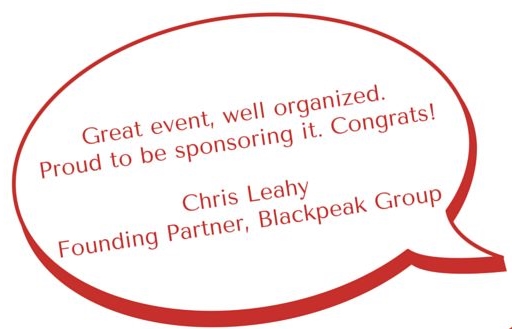 Great event, well organized.
Proud to be sponsoring it. Congrats!
Chris Leahy
Founding Partner, Blackpeak Group